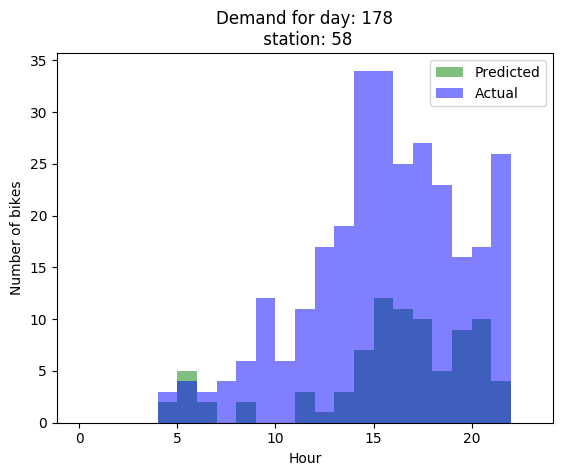 Demand for day: 178
station: 58
Predicted
Actual
35
30
25
20
15
10
5
0
Number of bikes
0 5 10 15 20
Hour